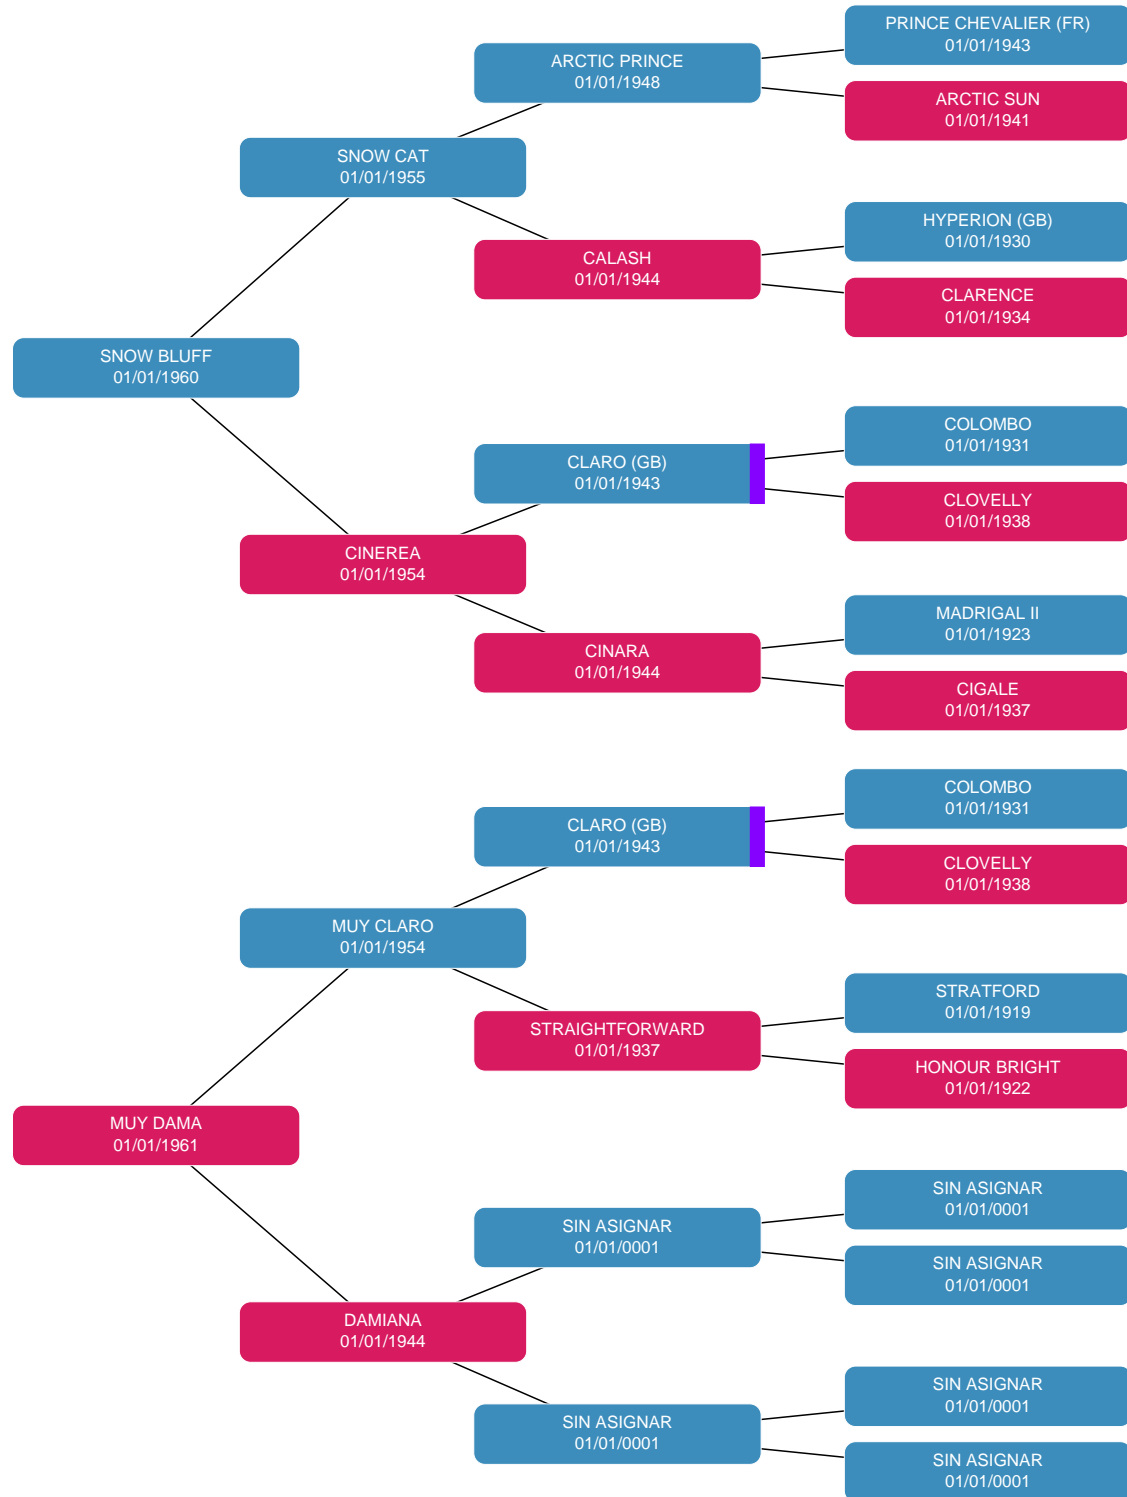 PRINCE CHEVALIER (FR)
01/01/1943
ARCTIC PRINCE
01/01/1948
ARCTIC SUN
01/01/1941
SNOW CAT
01/01/1955
HYPERION (GB)
01/01/1930
CALASH
01/01/1944
CLARENCE
01/01/1934
SNOW BLUFF
01/01/1960
COLOMBO
01/01/1931
CLARO (GB)
01/01/1943
CLOVELLY
01/01/1938
CINEREA
01/01/1954
MADRIGAL II
01/01/1923
CINARA
01/01/1944
CIGALE
01/01/1937
COLOMBO
01/01/1931
CLARO (GB)
01/01/1943
CLOVELLY
01/01/1938
MUY CLARO
01/01/1954
STRATFORD
01/01/1919
STRAIGHTFORWARD
01/01/1937
HONOUR BRIGHT
01/01/1922
MUY DAMA
01/01/1961
SIN ASIGNAR
01/01/0001
SIN ASIGNAR
01/01/0001
SIN ASIGNAR
01/01/0001
DAMIANA
01/01/1944
SIN ASIGNAR
01/01/0001
SIN ASIGNAR
01/01/0001
SIN ASIGNAR
01/01/0001